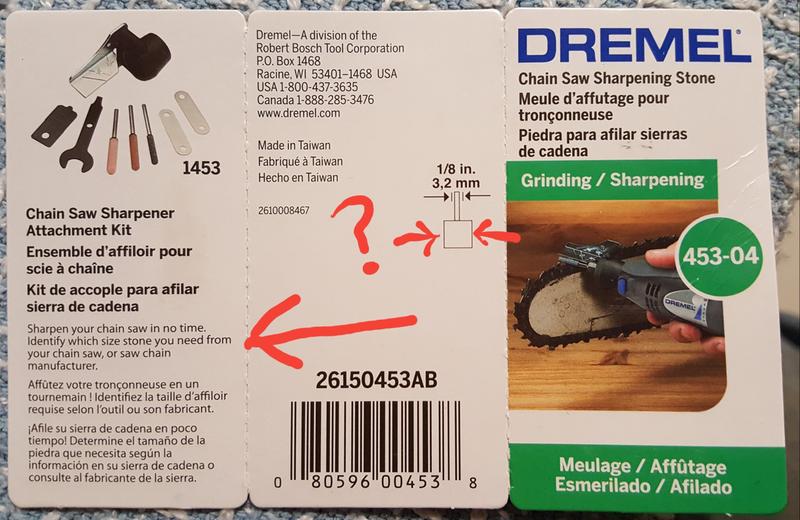 1453
Chain Saw Sharpener
Attachment Kit
Ensemble d'affiloir pour
scie à chaîne
Kit de accople para afilar
sierra de cadena
Sharpen your chain saw in no time.
Identify which size stone you need from
your chain saw, or saw chain
manufacturer.
Affûtez votre tronçonneuse en un
tournemain ! Identifiez la taille d'affiloir
requise selon l'outil ou son fabricant.
¡Afile su sierra de cadena en poco
tiempo! Determine el tamaño de la
piedra que necesita según la
información en su sierra de cadena o
consulte al fabricante de la sierra.
Dremel—A division of the
Robert Bosch Tool Corporation
P.O. Box 1468
Racine, WI 53401–1468 USA
USA 1-800-437-3635
Canada 1-888-285-3476
www.dremel.com
Made in Taiwan
Fabriqué à Taiwan
Hecho en Taiwan
2610008467
1/8 in.
3,2 mm
?
26150453AB
0 80596 00453 8
DREMEL®
Chain Saw Sharpening Stone
Meule d'affutage pour
tronçonneuse
Piedra para afilar sierras
de cadena
Grinding / Sharpening
453-04
DREMEL
Meulage / Affûtage
Esmerilado / Afilado